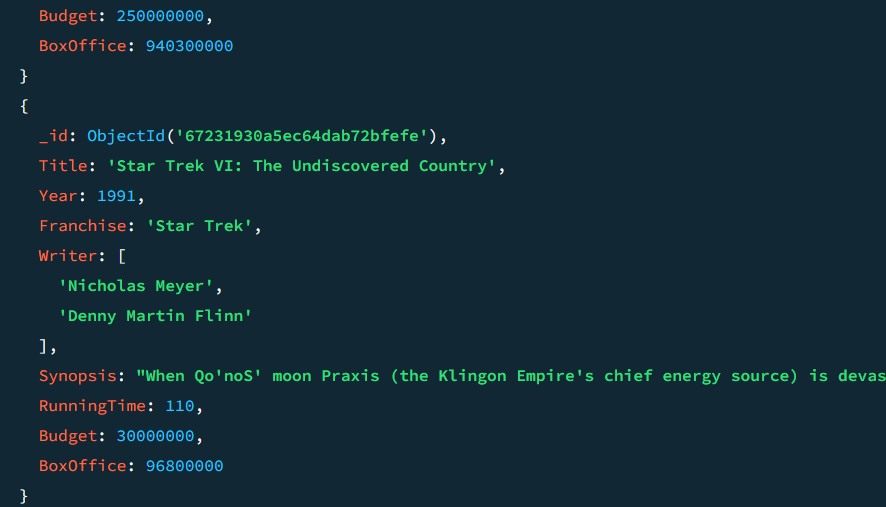 Budget: 250000000,
BoxOffice: 940300000
}
{
_id: ObjectId('67231930a5ec64dab72bfefe'),
Title: 'Star Trek VI: The Undiscovered Country',
Year: 1991,
Franchise: 'Star Trek',
Writer: [
'Nicholas Meyer',
'Denny Martin Flinn'
],
Synopsis: "When Qo'noS' moon Praxis (the Klingon Empire's chief energy source) is devas
RunningTime: 110,
Budget: 30000000,
BoxOffice: 96800000
}